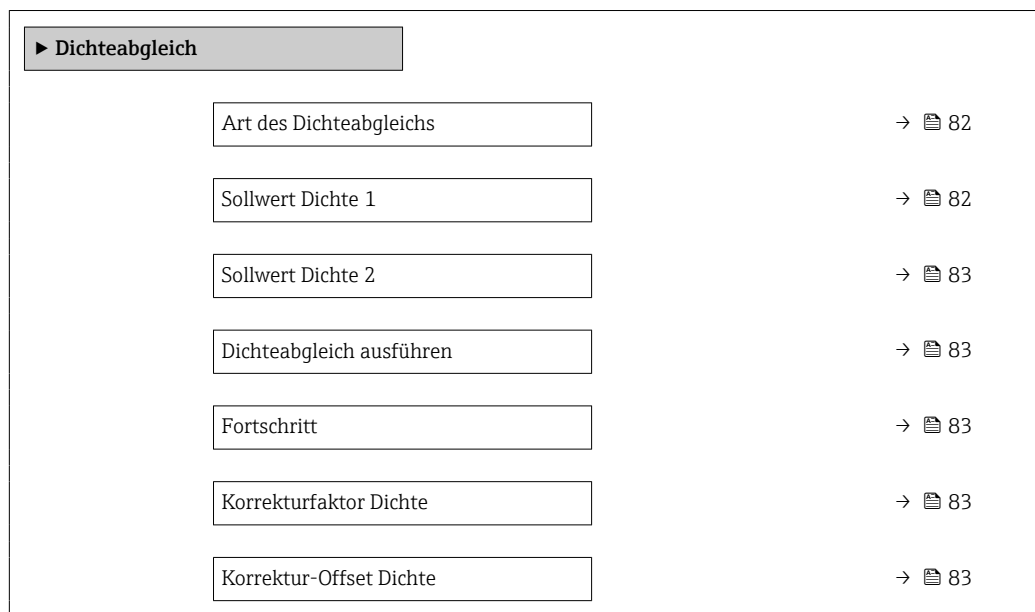 ▶ Dichteabgleich
Art des Dichteabgleichs → 82
Sollwert Dichte 1 → 82
Sollwert Dichte 2 → 83
Dichteabgleich ausführen → 83
Fortschritt → 83
Korrekturfaktor Dichte → 83
Korrektur-Offset Dichte → 83